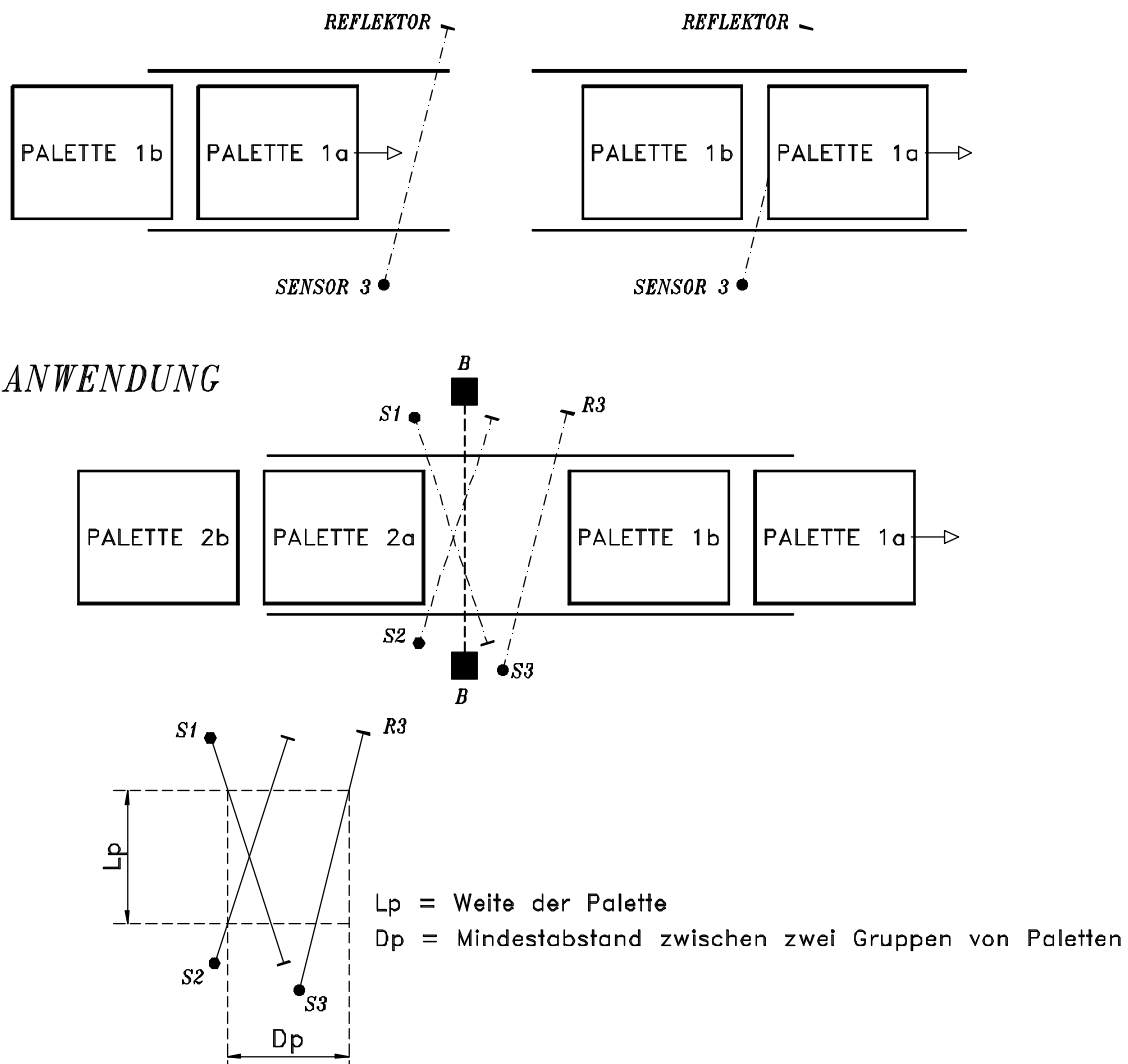 REFLEKTOR
REFLEKTOR
PALETTE 1b
PALETTE 1a
PALETTE 1b
PALETTE 1a
SENSOR 3
SENSOR 3
ANWENDUNG
B
S1
R3
PALETTE 2b
PALETTE 2a
PALETTE 1b
PALETTE 1a
S2
B
S3
S1
R3
Lp
Lp = Weite der Palette
Dp = Mindestabstand zwischen zwei Gruppen von Paletten
S2
S3
Dp